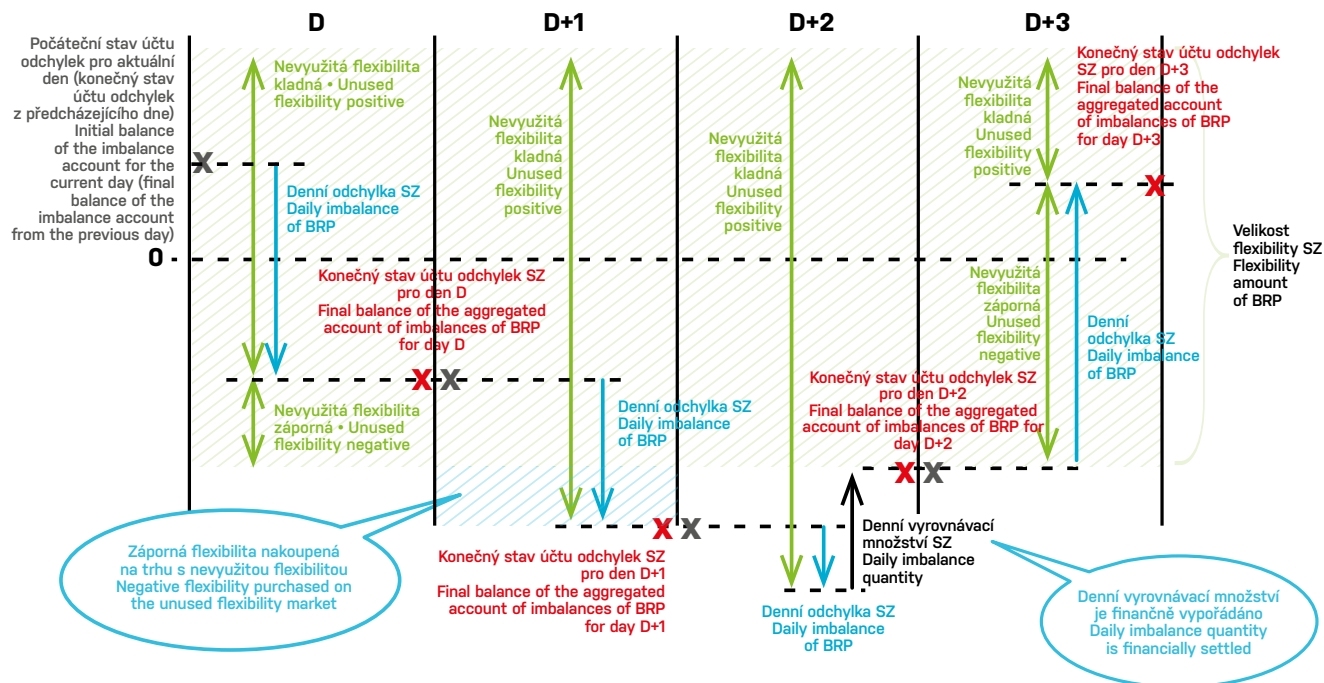 D
D+1
D+2
D+3
Počáteční stav účtu
odchylek pro aktuální
den (konečný stav
účtu odchylek
z předcházejícího dne)
Initial balance
of the imbalance
account for the
current day (final
balance of the
imbalance account
from the previous day)
0
Nevyužitá flexibilita
kladná • Unused
flexibility positive
X
Denní odchylka SZ
Daily imbalance
of BRP
Konečný stav účtu odchylek SZ
pro den D
Final balance of the aggregated
account of imbalances of BRP
for day D
X X
Nevyužitá flexibilita
záporná • Unused
flexibility negative
Záporná flexibilita nakoupená
na trhu s nevyužitou flexibilitou
Negative flexibility purchased on
the unused flexibility market
Nevyužitá
flexibilita
kladná
Unused
flexibility
positive
Denní odchylka SZ
Daily imbalance
of BRP
X X
Konečný stav účtu odchylek SZ
pro den D+1
Final balance of the aggregated
account of imbalances of BRP
for day D+1
Nevyužitá
flexibilita
kladná
Unused
flexibility
positive
Denní odchylka SZ
Daily imbalance
of BRP
Denní vyrovnávací
množství SZ
Daily imbalance
quantity
Konečný stav účtu odchylek SZ
pro den D+2
Final balance of the aggregated
account of imbalances of BRP for
day D+2
X X
Nevyužitá
flexibilita
kladná
Unused
flexibility
positive
Konečný stav účtu odchylek
SZ pro den D+3
Final balance of the
aggregated account
of imbalances of BRP
for day D+3
X
Nevyužitá
flexibilita
záporná
Unused
flexibility
negative
Denní
odchylka SZ
Daily imbalance
of BRP
Velikost
flexibility SZ
Flexibility
amount
of BRP
Denní vyrovnávací množství
je finančně vypořádáno
Daily imbalance quantity
is financially settled